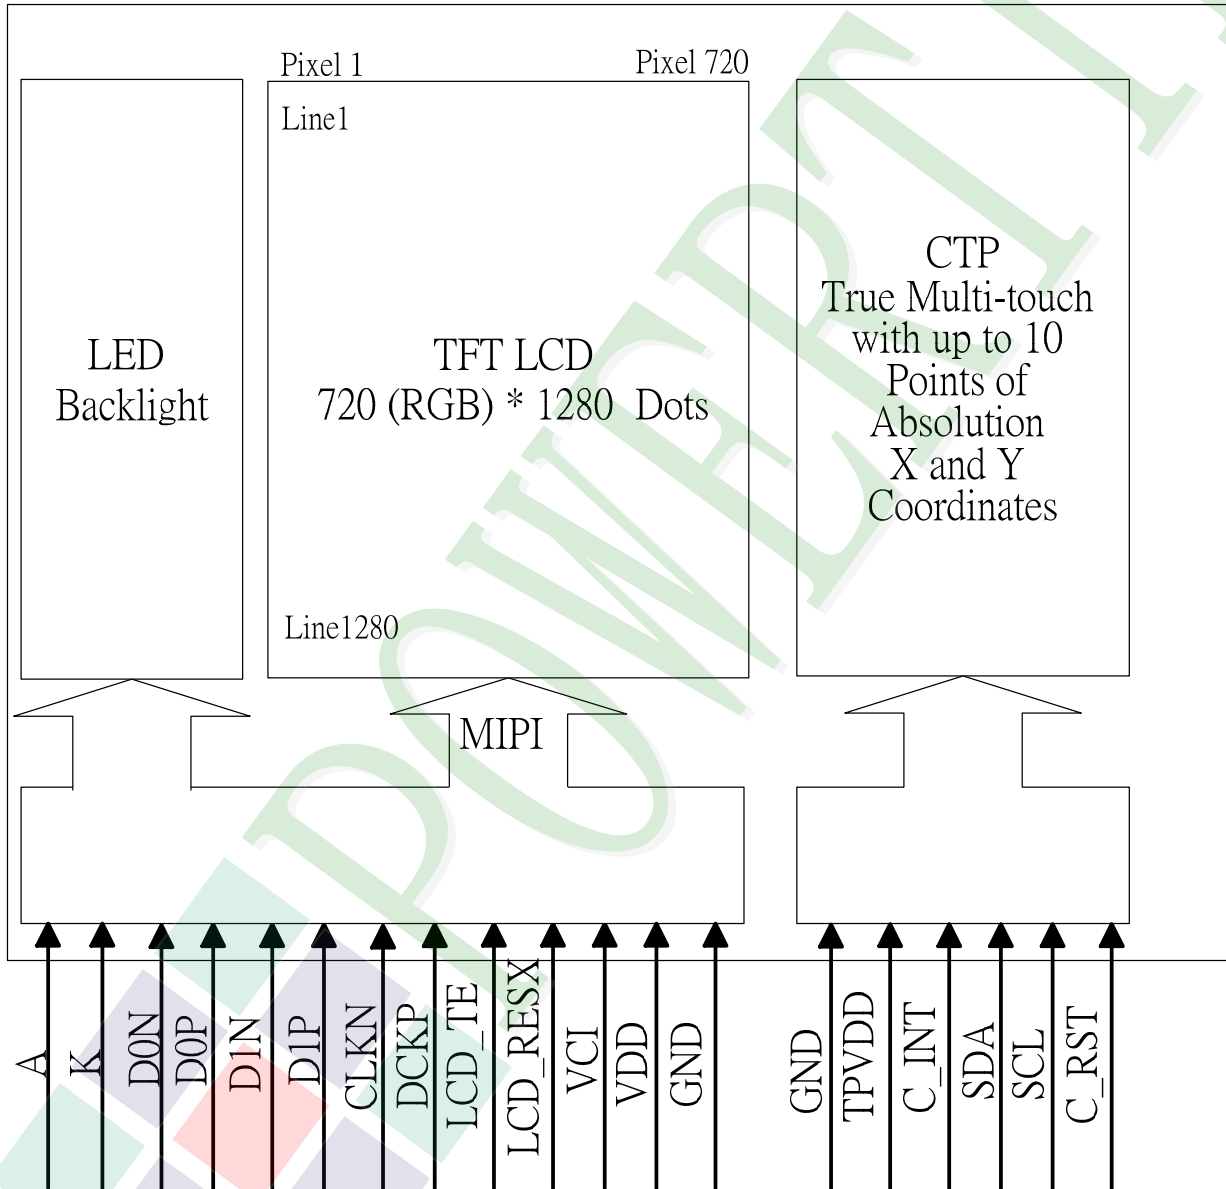 Pixel 1
Pixel 720
Line1
LED
Backlight
TFT LCD
720 (RGB) * 1280 Dots
Line1280
CTP
True Multi-touch
with up to 10
Points of
Absolution
X and Y
Coordinates
MIPI
A
K
D0N
D0P
D1N
D1P
CLKN
DCKP
LCD_TE
LCD_RESX
VCI
VDD
GND
GND
TPVDD
C_INT
SDA
SCL
C_RST
POWERTI